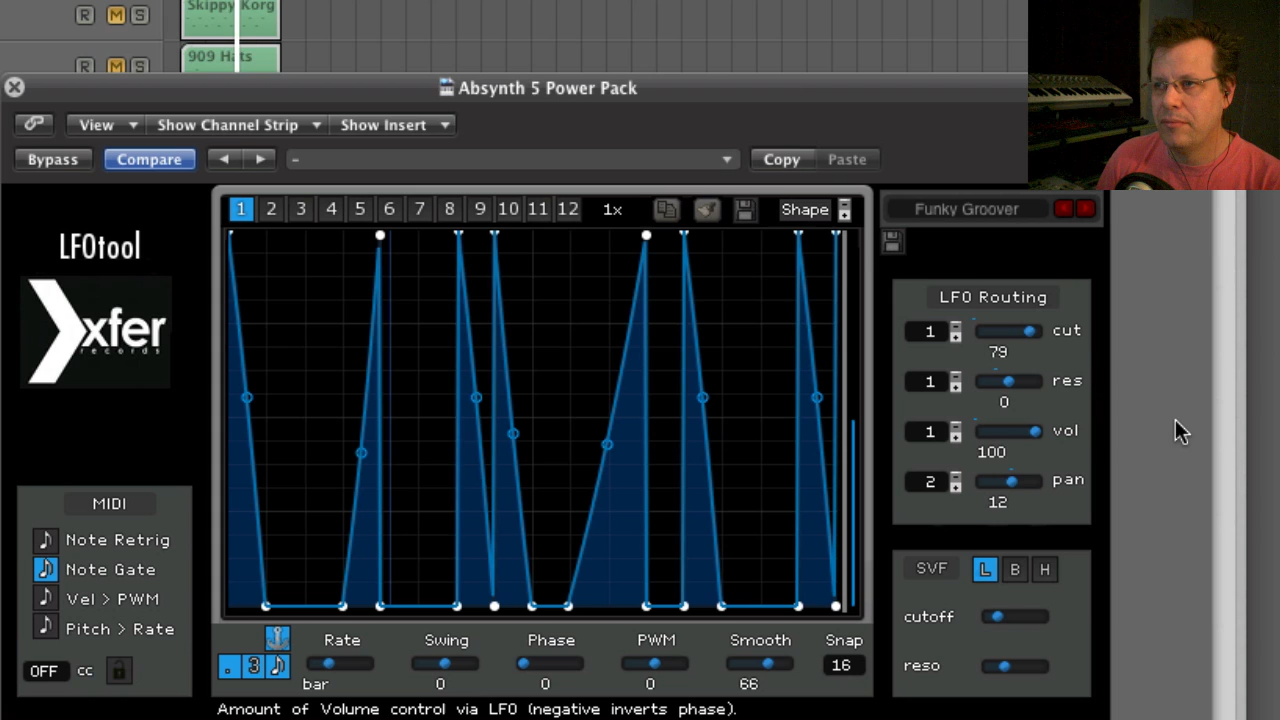 Skippy Korg
R M S
909 Hats
R M S
Absynth 5 Power Pack
View Show Channel Strip Show Insert
Bypass Compare - Copy Paste
1 2 3 4 5 6 7 8 9 10 11 12 1x Shape
Funky Groover
LFOtool
xfer
records
LFO Routing
1 cut
79
1 res
0
1 vol
100
2 pan
12
MIDI
Note Retrig
Note Gate
Vel > PWM
Pitch > Rate
OFF cc
SVF L B H
cutoff
reso
Rate Swing Phase PWM Smooth Snap
. 3 16
bar 0 0 0 66
Amount of Volume control via LFO (negative inverts phase).